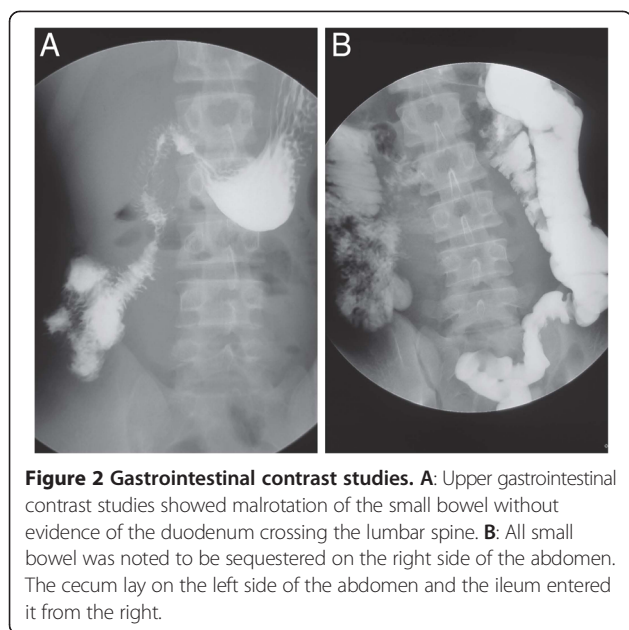 A
B
Figure 2 Gastrointestinal contrast studies. A: Upper gastrointestinal
contrast studies showed malrotation of the small bowel without
evidence of the duodenum crossing the lumbar spine. B: All small
bowel was noted to be sequestered on the right side of the abdomen.
The cecum lay on the left side of the abdomen and the ileum entered
it from the right.